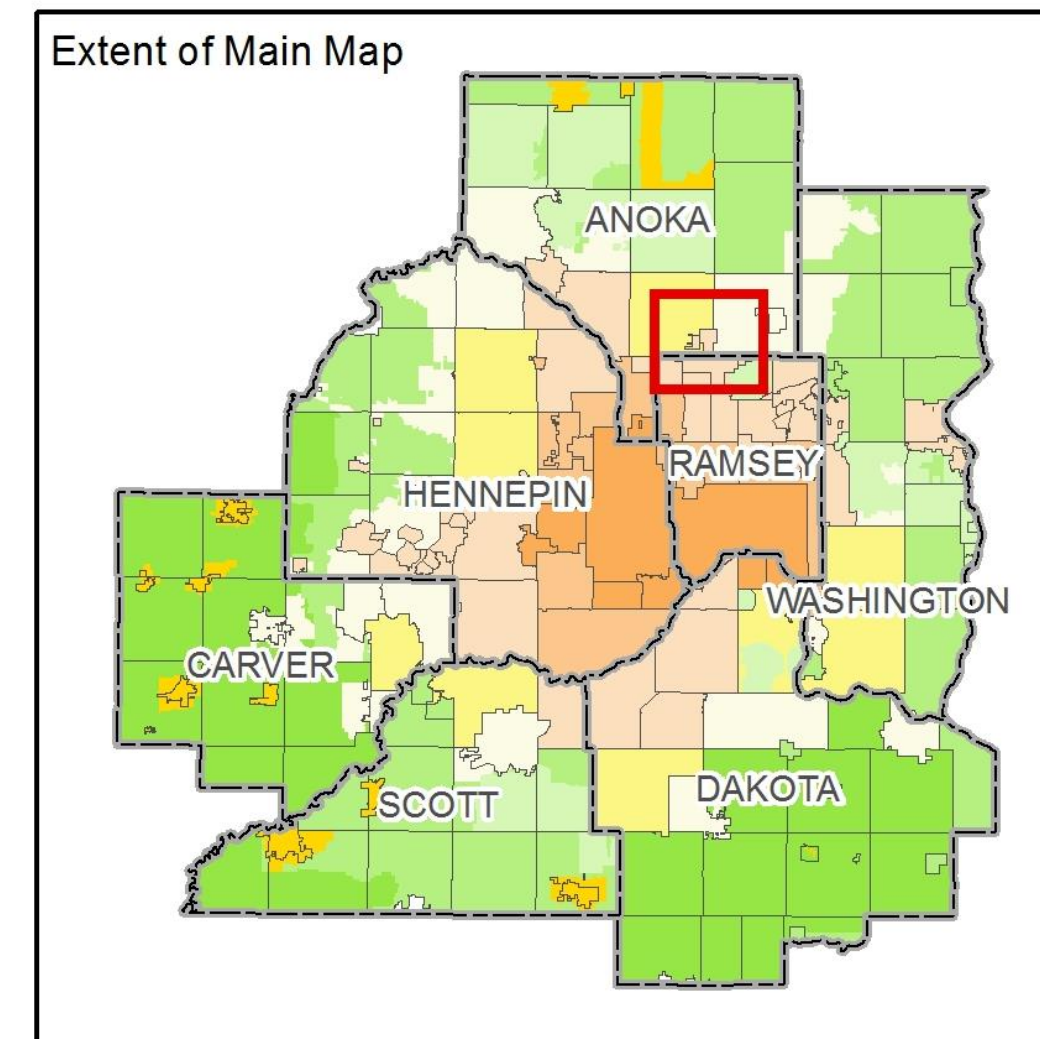 Extent of Main Map
ANOKA
RAMSEY
HENNEPIN
WASHINGTON
CARVER
DAKOTA
SCOTT